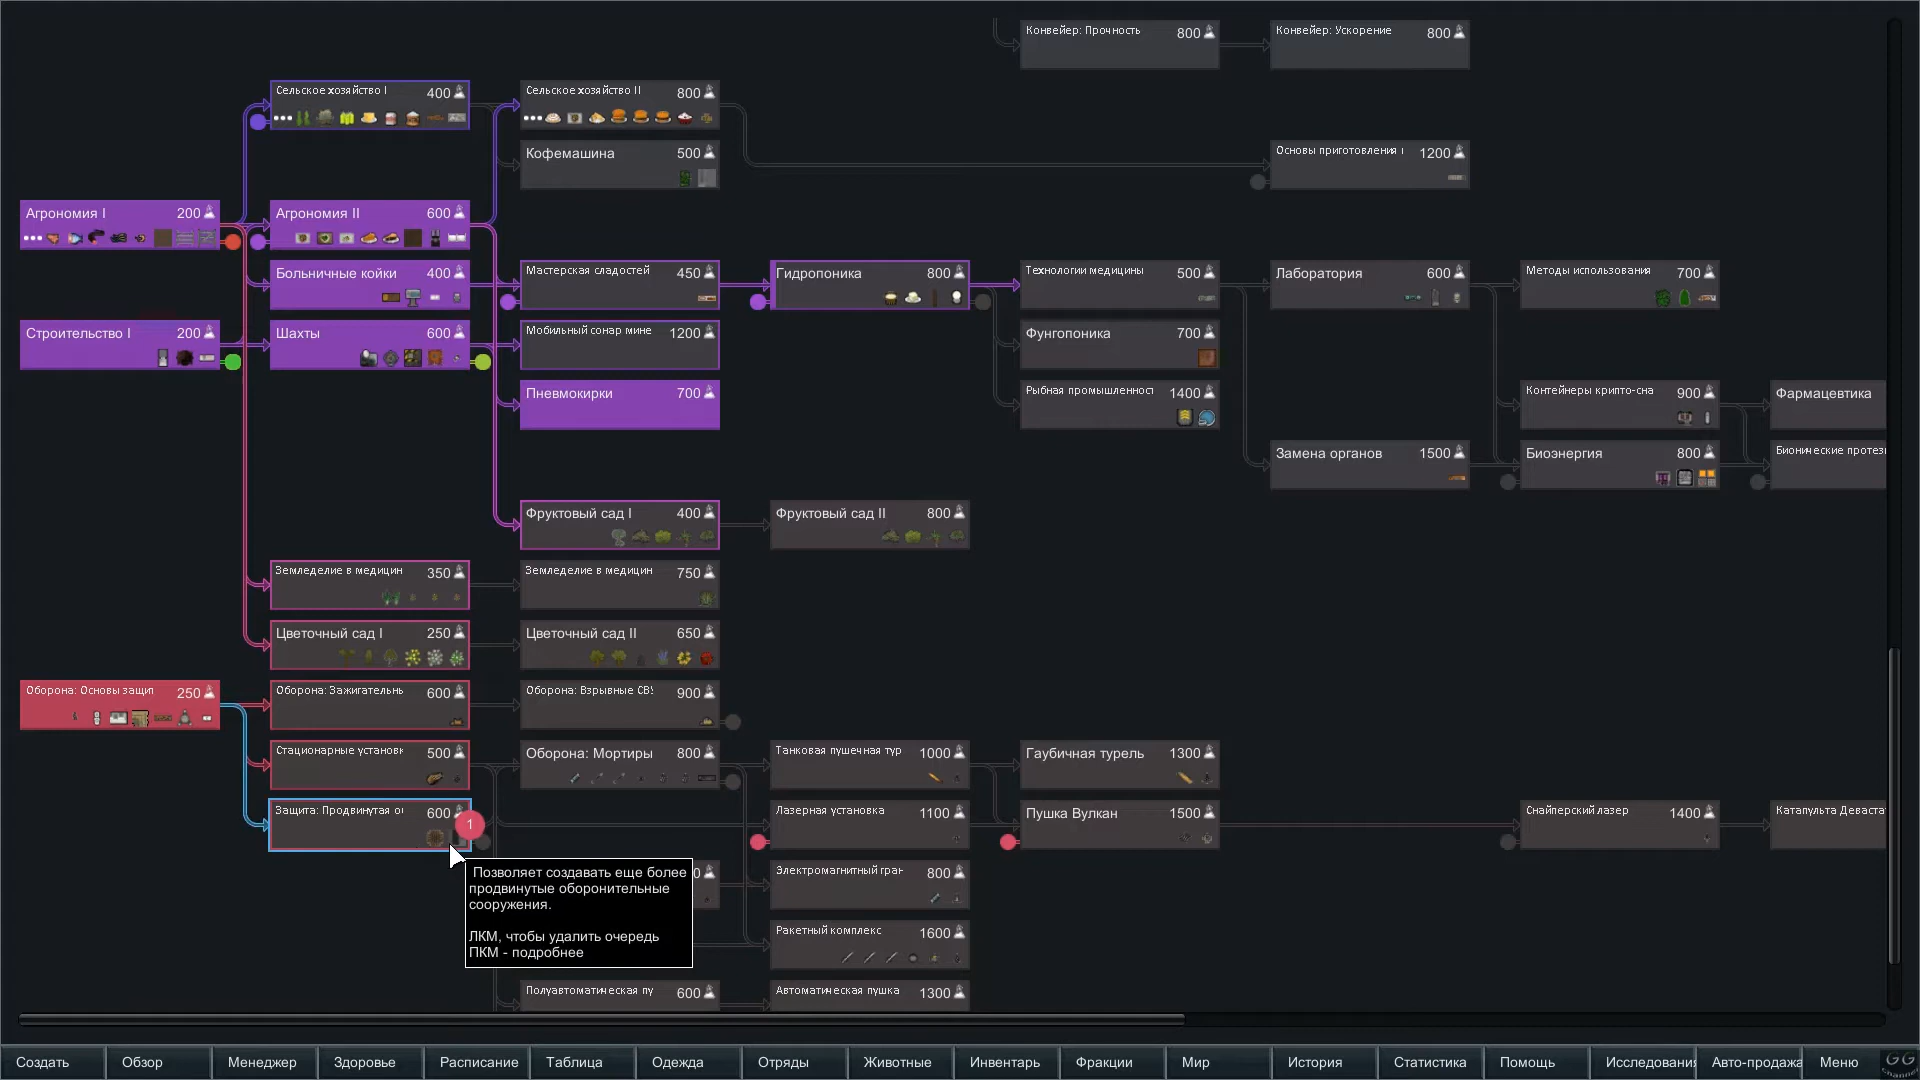 Конвейер: Прочность 800
Конвейер: Ускорение 800
Сельское хозяйство I 400
Сельское хозяйство II 800
Кофемашина 500
Основы приготовления 1200
Агрономия I 200
Агрономия II 600
Больничные койки 400
Мастерская сладостей 450
Гидропоника 800
Технологии медицины 500
Лаборатория 600
Методы использования 700
Строительство I 200
Шахты 600
Мобильный сонар мине 1200
Фунгопоника 700
Пневмокирки 700
Рыбная промышленност 1400
Контейнеры крипто-сна 900
Фармацевтика
Замена органов 1500
Биоэнергия 800
Бионические протез
Фруктовый сад I 400
Фруктовый сад II 800
Земледелие в медицин 350
Земледелие в медицин 750
Цветочный сад I 250
Цветочный сад II 650
Оборона: Основы защит 250
Оборона: Зажигательн 600
Оборона: Взрывные СВ 900
Стационарные установк 500
Оборона: Мортиры 800
Танковая пушечная тур 1000
Гаубичная турель 1300
Защита: Продвинутая о 600
1
Лазерная установка 1100
Пушка Вулкан 1500
Снайперский лазер 1400
Катапульта Деваста
Позволяет создавать еще более
продвинутые оборонительные
сооружения.
ЛКМ, чтобы удалить очередь
ПКМ - подробнее
0
Электромагнитный гран 800
Ракетный комплекс 1600
Полуавтоматическая пу 600
Автоматическая пушка 1300
Создать Обзор Менеджер Здоровье Расписание Таблица Одежда Отряды Животные Инвентарь Фракции Мир История Статистика Помощь Исследования Авто-продажа Меню
GG
channel